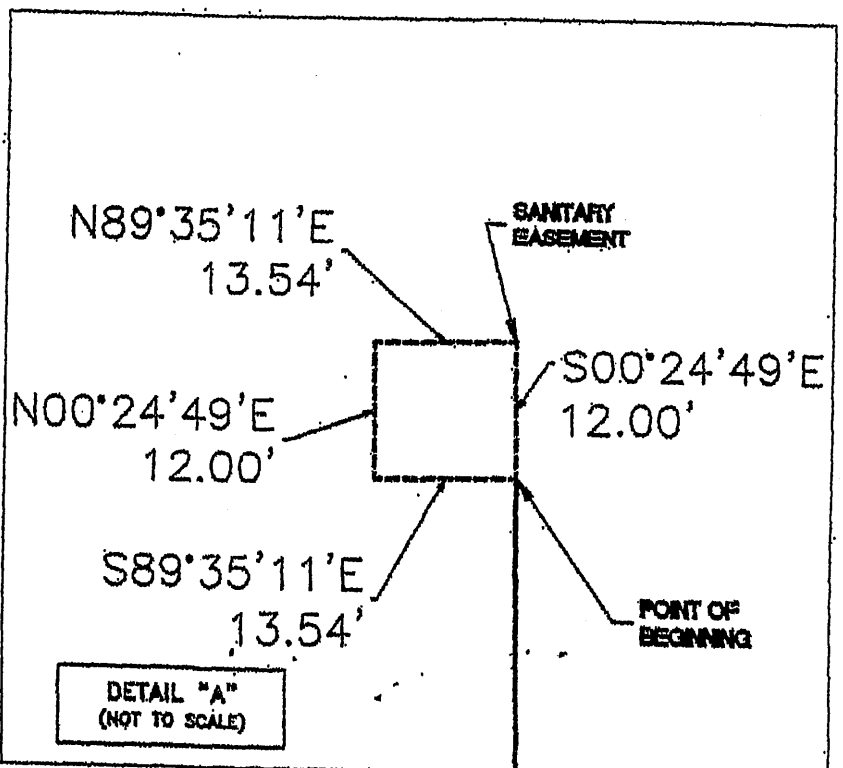 N89°35'11'E
13.54'
SANITARY
EASEMENT
S00°24'49'E
12.00'
N00°24'49'E
12.00'
S89°35'11'E
13.54'
POINT OF
BEGINNING
DETAIL "A"
(NOT TO SCALE)